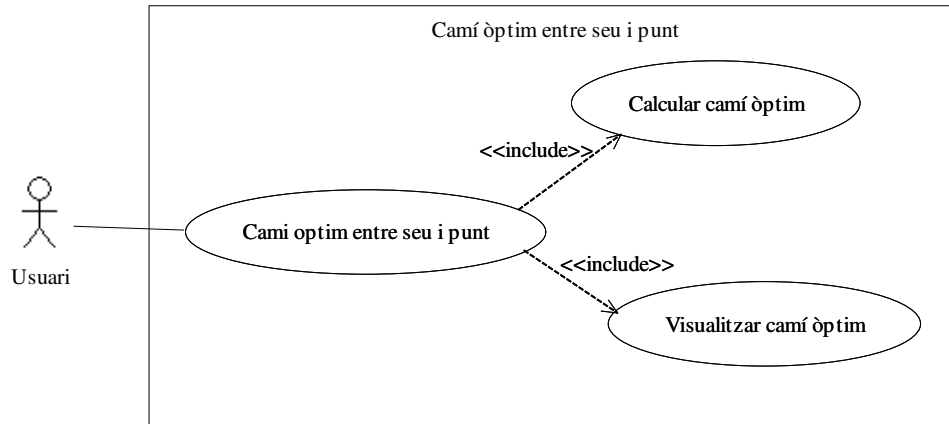 Camí òptim entre seu i punt
Calcular camí òptim
<<include>>
Cami optim entre seu i punt
<<include>>
Usuari
Visualitzar camí òptim